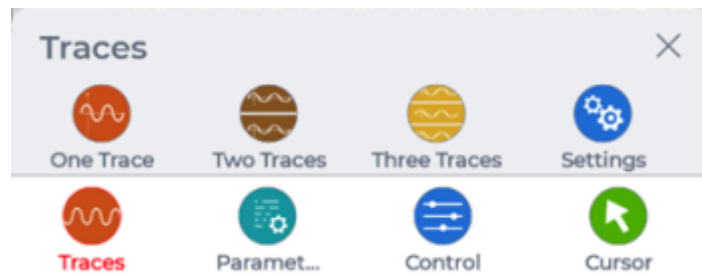 Traces
One Trace Two Traces Three Traces Settings
Traces Paramet... Control Cursor